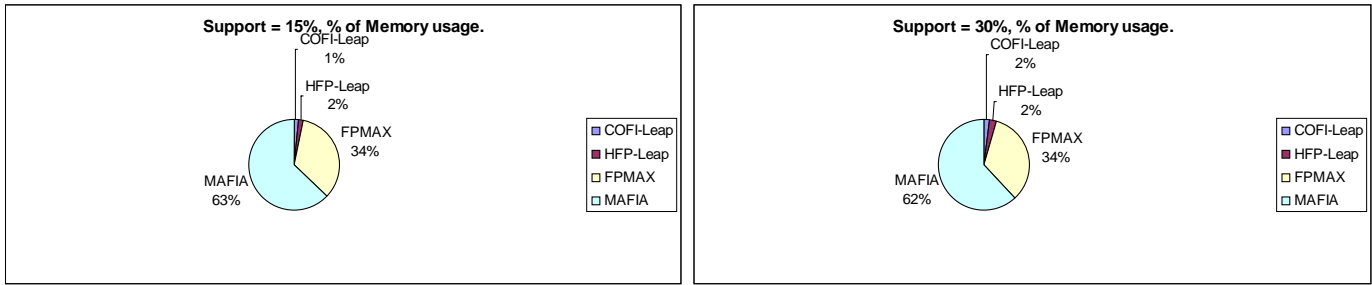 Support = 15%, % of Memory usage.
COFI-Leap
1%
HFP-Leap
2%
FPMAX
34%
MAFIA
63%
COFI-Leap
HFP-Leap
FPMAX
MAFIA
Support = 30%, % of Memory usage.
COFI-Leap
2%
HFP-Leap
2%
FPMAX
34%
MAFIA
62%
COFI-Leap
HFP-Leap
FPMAX
MAFIA